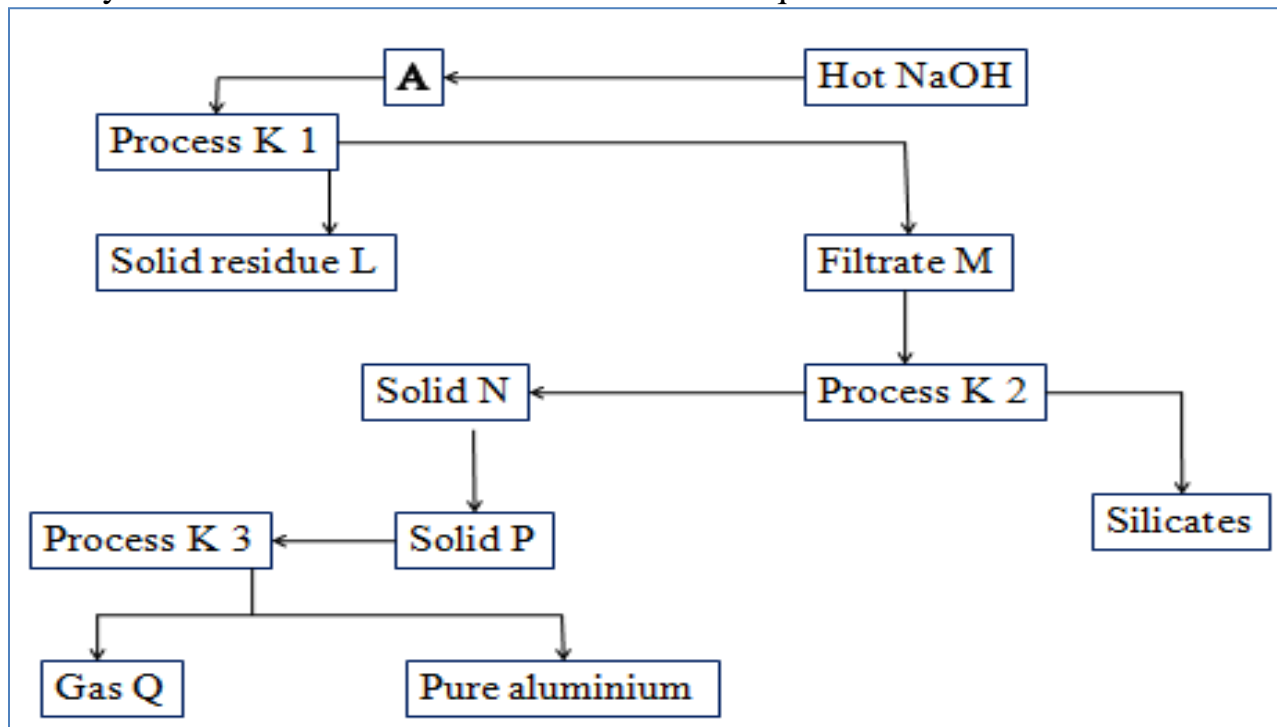 A
Hot NaOH
Process K 1
Solid residue L
Filtrate M
Solid N
Process K 2
Silicates
Process K 3
Solid P
Gas Q
Pure aluminium